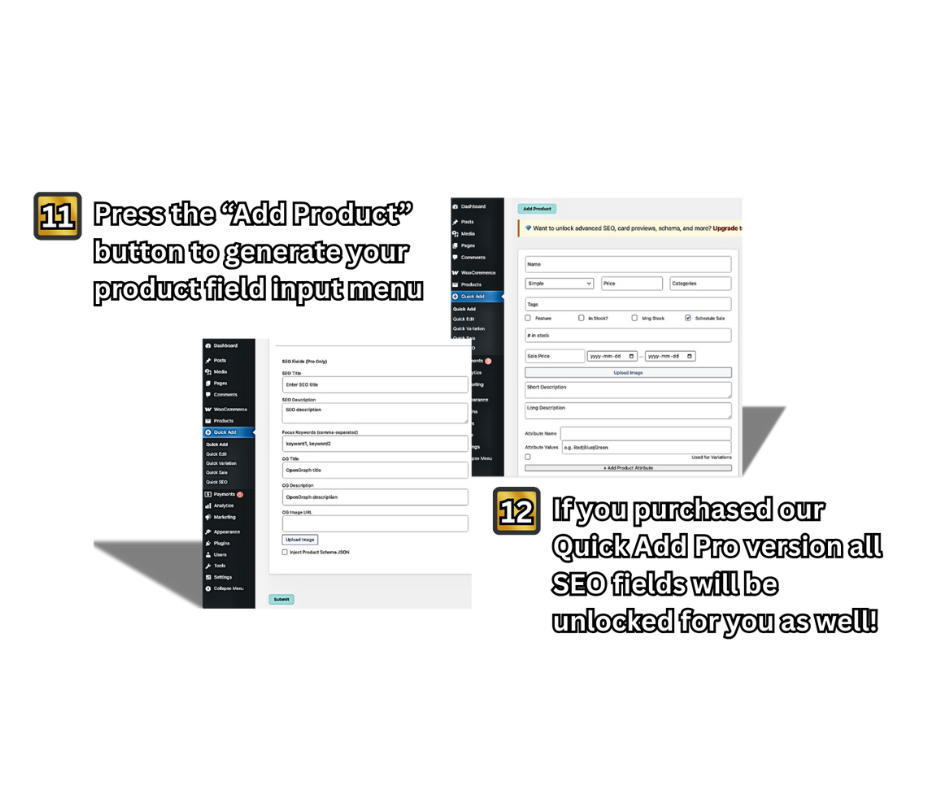 11
Press the “Add Product”
button to generate your
product field input menu
Dashboard
Posts
Media
Pages
Comments
WooCommerce
Products
Quick Add
Quick Add
Quick Edit
Quick Variation
Add Product
💎 Want to unlock advanced SEO, card previews, schema, and more? Upgrade t
Name
Simple
Price
Categories
Tags
Feature
In Stock?
Mng Stock
Schedule Sale
# in stock
Sale Price
yyyy-mm-dd
—
yyyy-mm-dd
Upload Image
Short Description
Long Description
Attribute Name
Attribute Values
e.g. Red|Blue|Green
Used for Variations
+ Add Product Attribute
Dashboard
Posts
Media
Pages
Comments
WooCommerce
Products
Quick Add
Quick Add
Quick Edit
Quick Variation
Quick Sale
Quick SEO
Payments
Analytics
Marketing
Appearance
Plugins
Users
Tools
Settings
Collapse Menu
SEO Fields (Pro Only)
SEO Title
Enter SEO title
SEO Description
SEO description
Focus Keywords (comma-separated)
keyword1, keyword2
OG Title
OpenGraph title
OG Description
OpenGraph description
OG Image URL
Upload Image
Inject Product Schema JSON
Submit
12
If you purchased our
Quick Add Pro version all
SEO fields will be
unlocked for you as well!